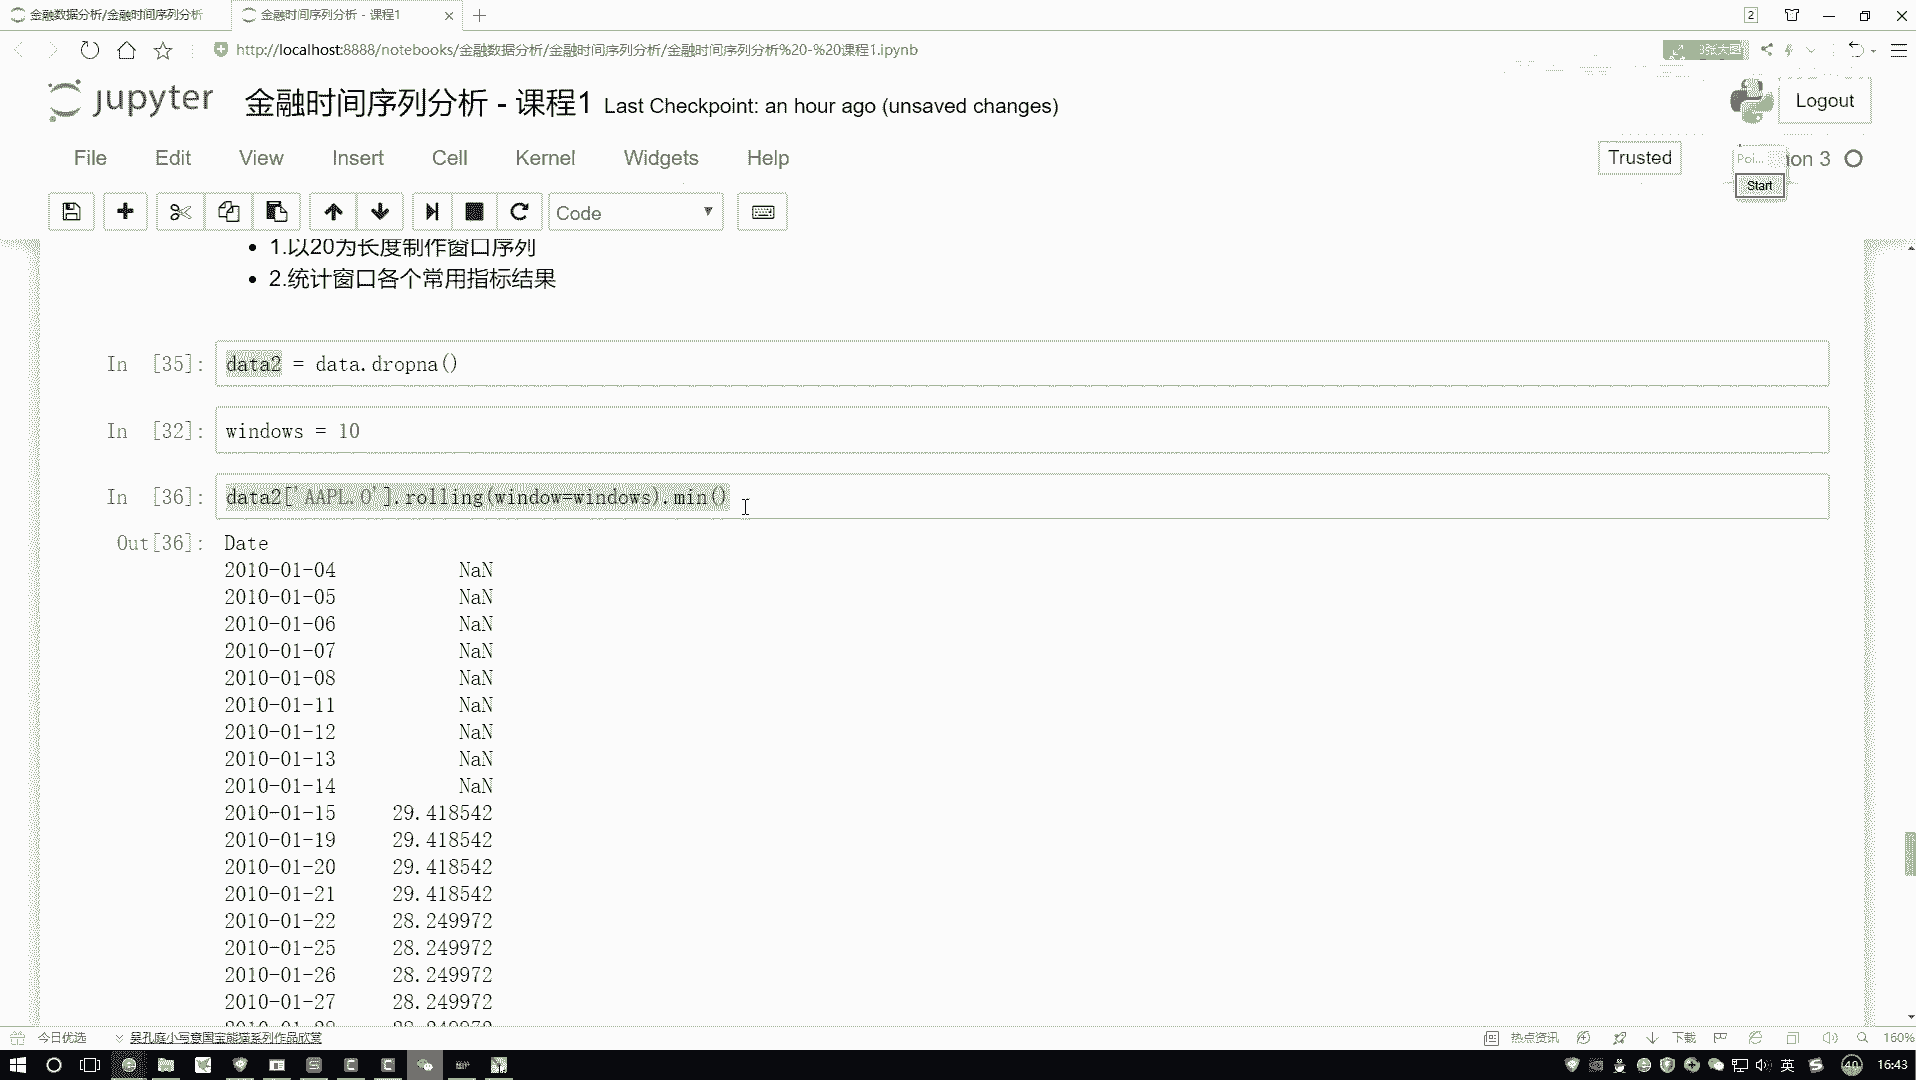 金融数据分析/金融时间序列分析
金融时间序列分析 - 课程1
2
http://localhost:8888/notebooks/金融数据分析/金融时间序列分析/金融时间序列分析%20-%20课程1.ipynb
3张大图
jupyter
金融时间序列分析 - 课程1
Last Checkpoint: an hour ago (unsaved changes)
Logout
File
Edit
View
Insert
Cell
Kernel
Widgets
Help
Trusted
Poi...
on 3
Start
Code
1.以20为长度制作窗口序列
2.统计窗口各个常用指标结果
In [35]: data2 = data.dropna()
In [32]: windows = 10
In [36]: data2['AAPL.O'].rolling(window=windows).min()
Out[36]: Date
2010-01-04 NaN
2010-01-05 NaN
2010-01-06 NaN
2010-01-07 NaN
2010-01-08 NaN
2010-01-11 NaN
2010-01-12 NaN
2010-01-13 NaN
2010-01-14 NaN
2010-01-15 29.418542
2010-01-19 29.418542
2010-01-20 29.418542
2010-01-21 29.418542
2010-01-22 28.249972
2010-01-25 28.249972
2010-01-26 28.249972
2010-01-27 28.249972
今日优选
吴孔庭小写意国宝熊猫系列作品欣赏
热点资讯
下载
160%
英
40
16:43